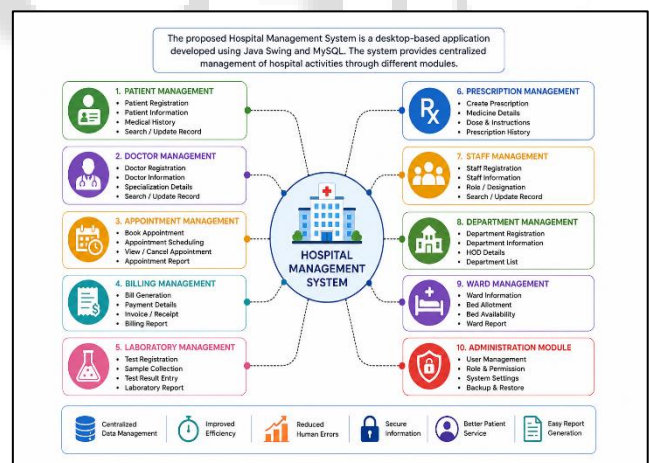 The proposed Hospital Management System is a desktop-based application
developed using Java Swing and MySQL. The system provides centralized
management of hospital activities through different modules.
1. PATIENT MANAGEMENT
• Patient Registration
• Patient Information
• Medical History
• Search / Update Record
2. DOCTOR MANAGEMENT
• Doctor Registration
• Doctor Information
• Specialization Details
• Search / Update Record
3. APPOINTMENT MANAGEMENT
• Book Appointment
• Appointment Scheduling
• View / Cancel Appointment
• Appointment Report
4. BILLING MANAGEMENT
• Bill Generation
• Payment Details
• Invoice / Receipt
• Billing Report
5. LABORATORY MANAGEMENT
• Test Registration
• Sample Collection
• Test Result Entry
• Laboratory Report
HOSPITAL
MANAGEMENT
SYSTEM
Rx
6. PRESCRIPTION MANAGEMENT
• Create Prescription
• Medicine Details
• Dose & Instructions
• Prescription History
7. STAFF MANAGEMENT
• Staff Registration
• Staff Information
• Role / Designation
• Search / Update Record
8. DEPARTMENT MANAGEMENT
• Department Registration
• Department Information
• HOD Details
• Department List
9. WARD MANAGEMENT
• Ward Information
• Bed Allotment
• Bed Availability
• Ward Report
10. ADMINISTRATION MODULE
• User Management
• Role & Permission
• System Settings
• Backup & Restore
Centralized
Data Management
Improved
Efficiency
Reduced
Human Errors
Secure
Information
Better Patient
Service
Easy Report
Generation